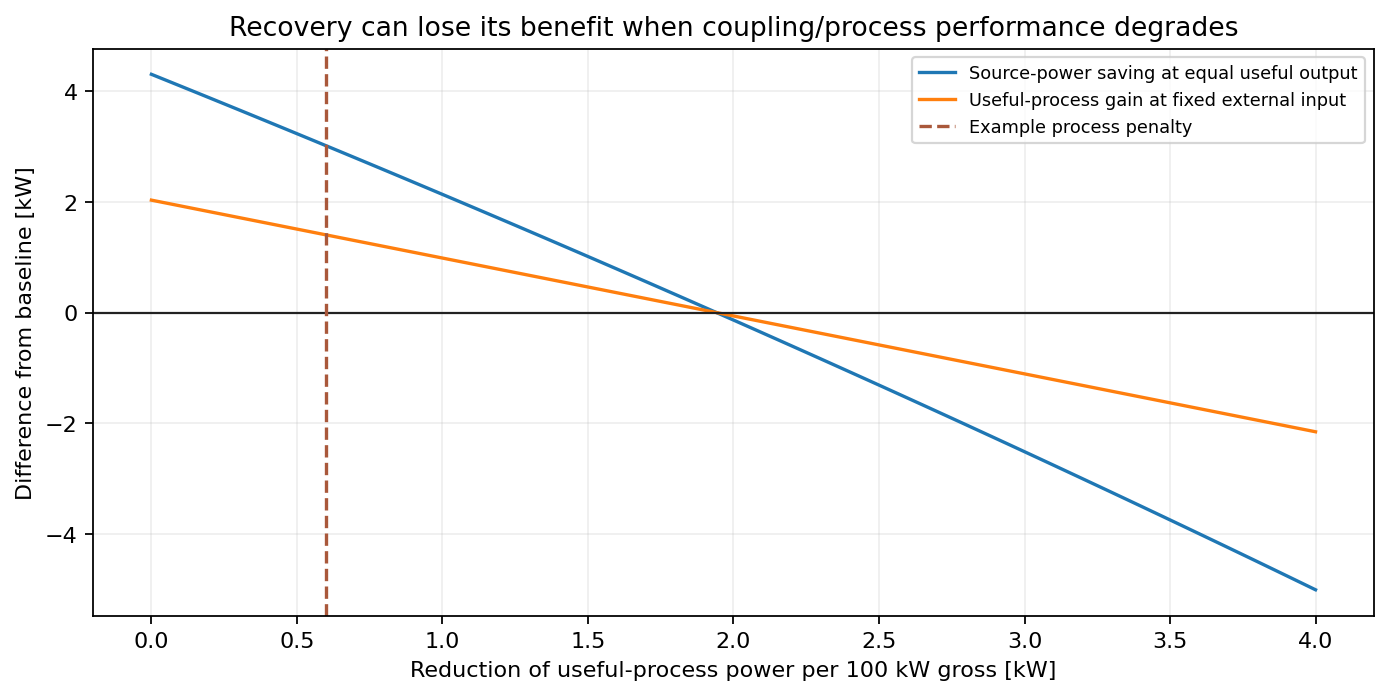 Recovery can lose its benefit when coupling/process performance degrades
Source-power saving at equal useful output
Useful-process gain at fixed external input
Example process penalty
Difference from baseline [kW]
4
2
0
−2
−4
0.0 0.5 1.0 1.5 2.0 2.5 3.0 3.5 4.0
Reduction of useful-process power per 100 kW gross [kW]